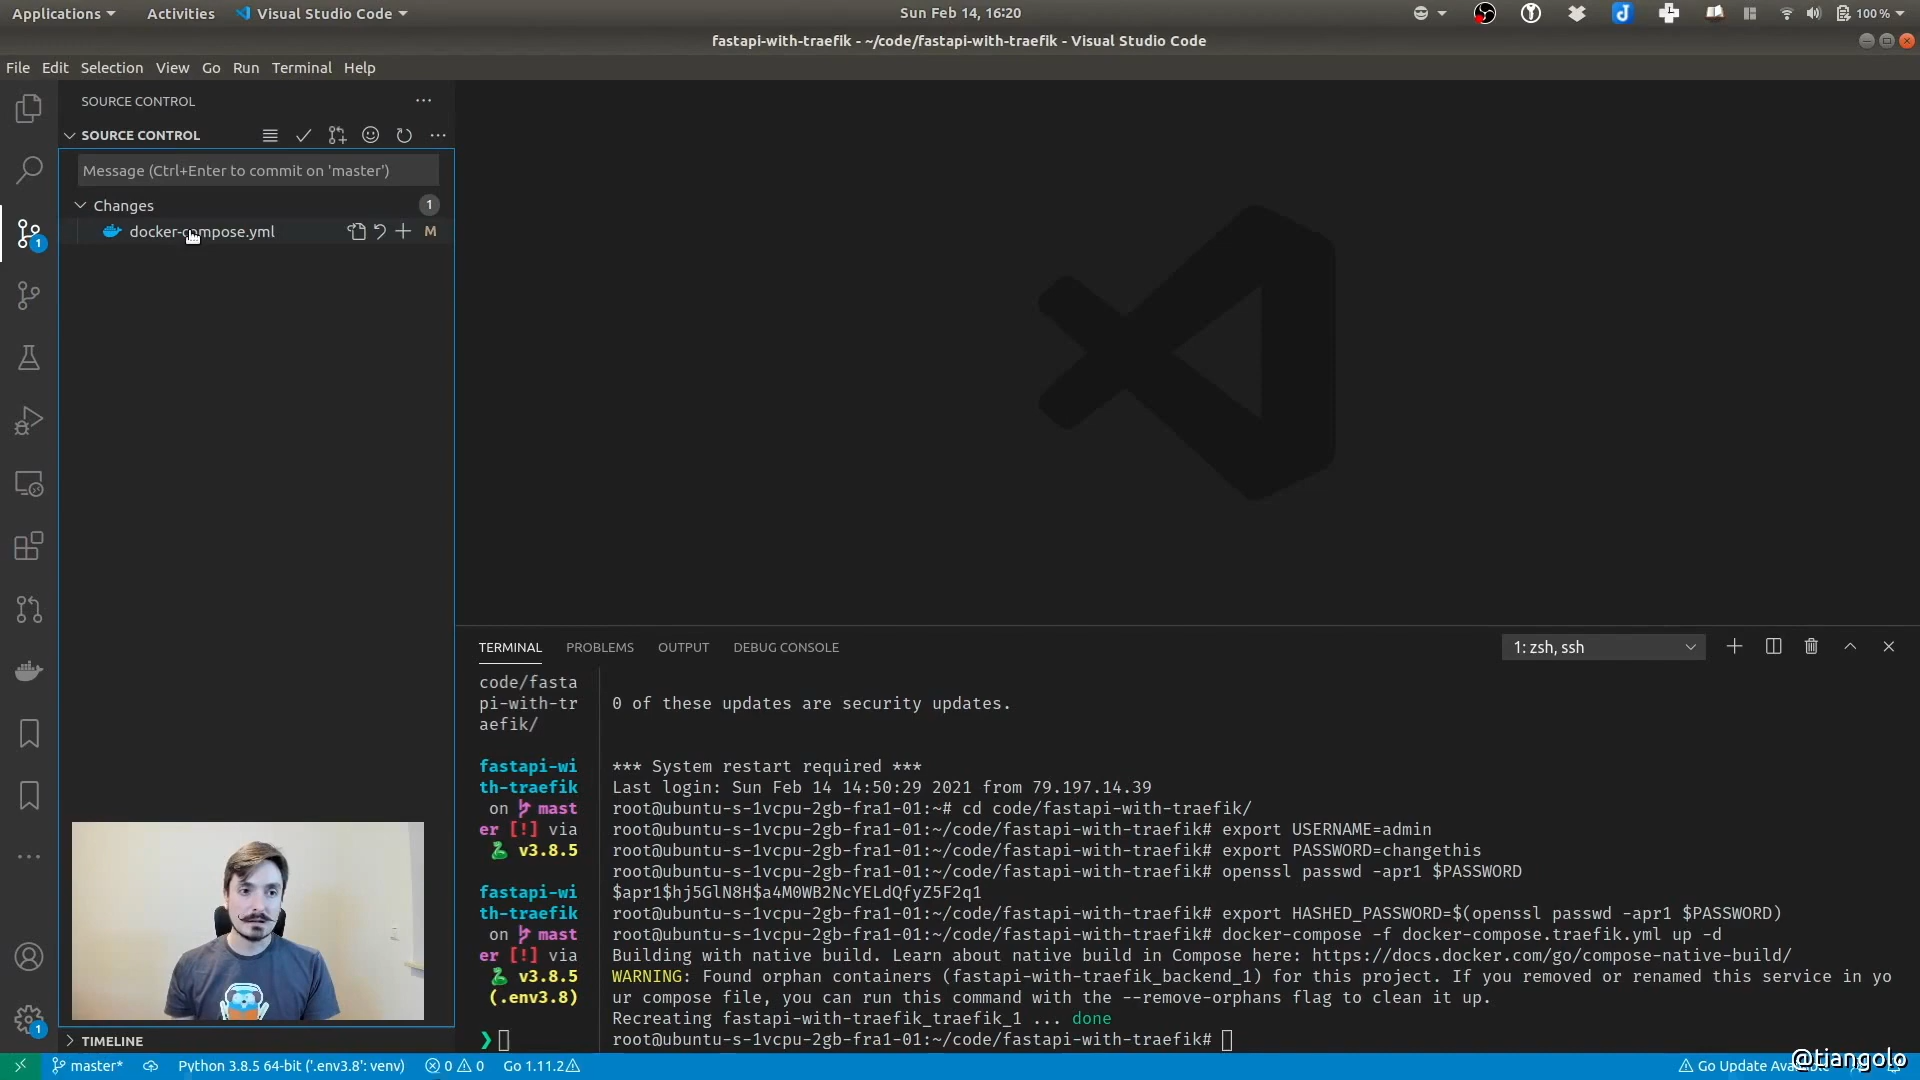 Applications Activities Visual Studio Code Sun Feb 14, 16:20 100 %
fastapi-with-traefik - ~/code/fastapi-with-traefik - Visual Studio Code
File Edit Selection View Go Run Terminal Help
SOURCE CONTROL
SOURCE CONTROL
Message (Ctrl+Enter to commit on 'master')
Changes 1
docker-compose.yml M
1
TERMINAL PROBLEMS OUTPUT DEBUG CONSOLE 1: zsh, ssh
code/fasta
pi-with-tr
aefik/
fastapi-wi
th-traefik
on mast
er [!] via
v3.8.5
fastapi-wi
th-traefik
on mast
er [!] via
v3.8.5
(.env3.8)
❯
0 of these updates are security updates.
*** System restart required ***
Last login: Sun Feb 14 14:50:29 2021 from 79.197.14.39
root@ubuntu-s-1vcpu-2gb-fra1-01:~# cd code/fastapi-with-traefik/
root@ubuntu-s-1vcpu-2gb-fra1-01:~/code/fastapi-with-traefik# export USERNAME=admin
root@ubuntu-s-1vcpu-2gb-fra1-01:~/code/fastapi-with-traefik# export PASSWORD=changethis
root@ubuntu-s-1vcpu-2gb-fra1-01:~/code/fastapi-with-traefik# openssl passwd -apr1 $PASSWORD
$apr1$hj5GlN8H$a4M0WB2NcYELdQfyZ5F2q1
root@ubuntu-s-1vcpu-2gb-fra1-01:~/code/fastapi-with-traefik# export HASHED_PASSWORD=$(openssl passwd -apr1 $PASSWORD)
root@ubuntu-s-1vcpu-2gb-fra1-01:~/code/fastapi-with-traefik# docker-compose -f docker-compose.traefik.yml up -d
Building with native build. Learn about native build in Compose here: https://docs.docker.com/go/compose-native-build/
WARNING: Found orphan containers (fastapi-with-traefik_backend_1) for this project. If you removed or renamed this service in yo
ur compose file, you can run this command with the --remove-orphans flag to clean it up.
Recreating fastapi-with-traefik_traefik_1 ... done
root@ubuntu-s-1vcpu-2gb-fra1-01:~/code/fastapi-with-traefik#
1
TIMELINE
master* Python 3.8.5 64-bit ('.env3.8': venv) 0 0 Go 1.11.2 Go Update
@tiangolo